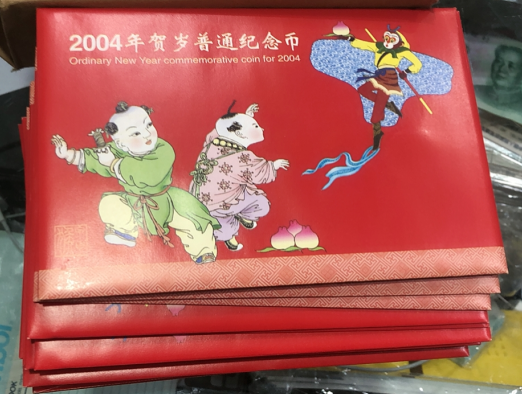 2004年贺岁普通纪念币
Ordinary New Year commemorative coin for 2004